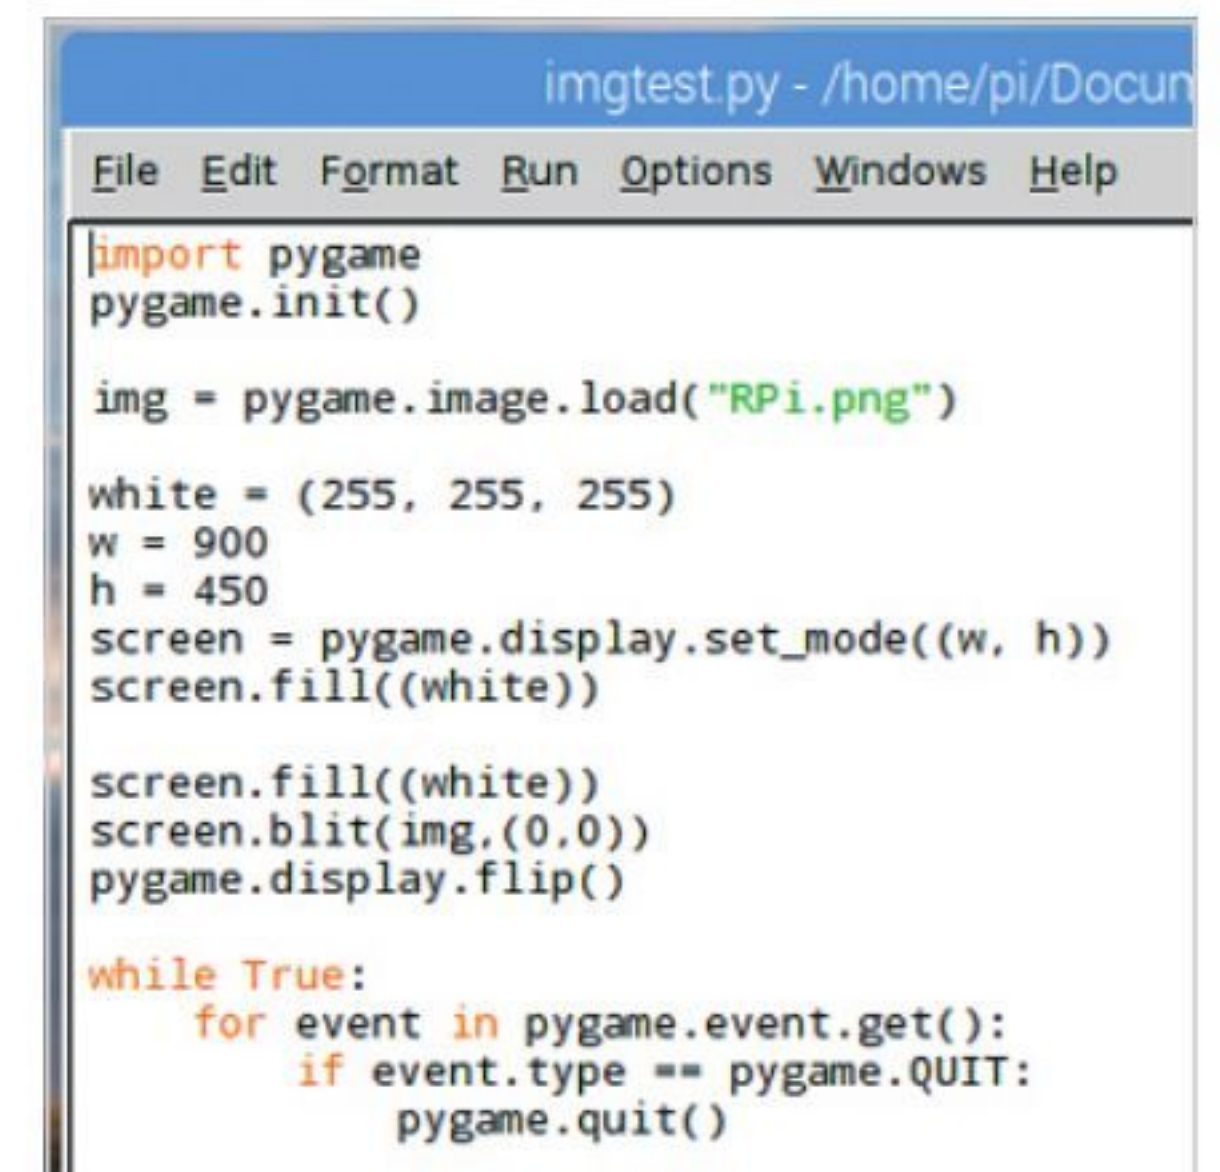 imgtest.py - /home/pi/Docum
File Edit Format Run Options Windows Help
import pygame
pygame.init()
img = pygame.image.load("RPi.png")
white = (255, 255, 255)
w = 900
h = 450
screen = pygame.display.set_mode((w, h))
screen.fill((white))
screen.fill((white))
screen.blit(img,(0,0))
pygame.display.flip()
while True:
    for event in pygame.event.get():
        if event.type == pygame.QUIT:
            pygame.quit()